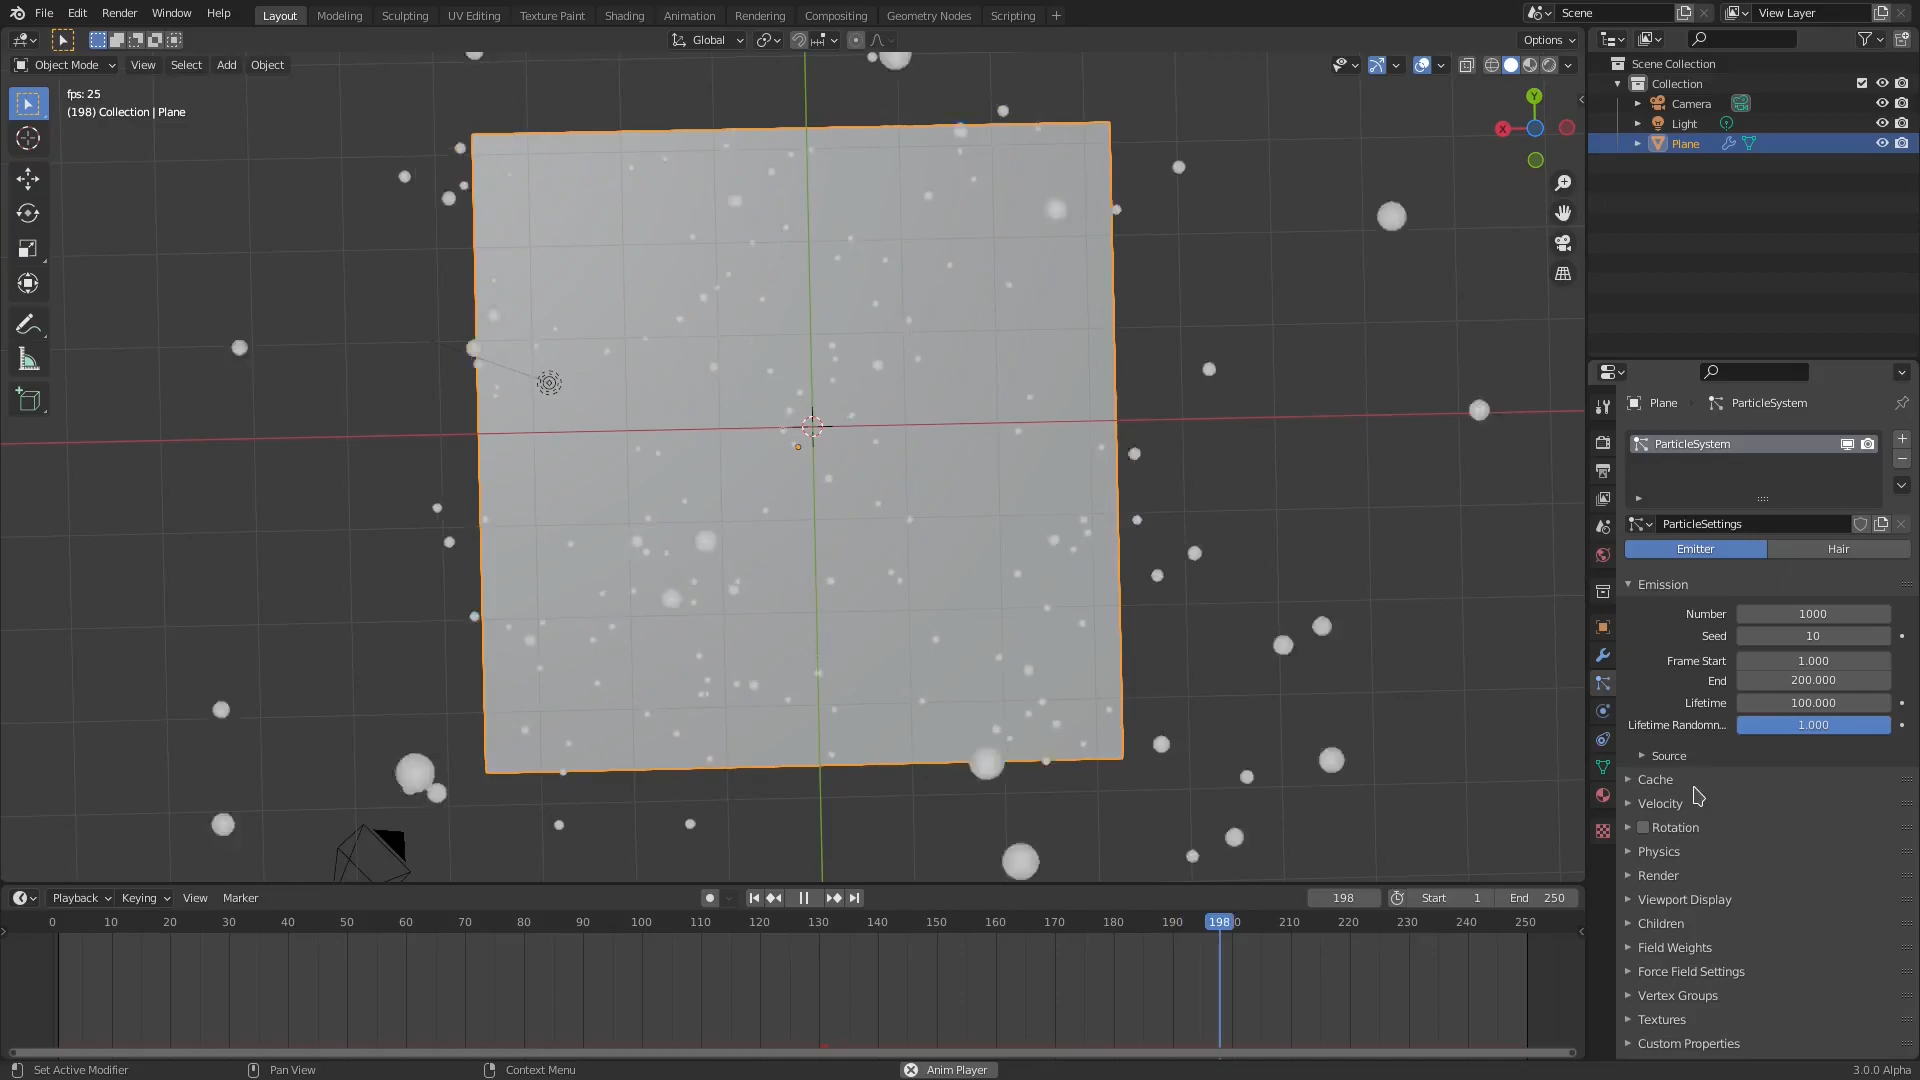 File Edit Render Window Help Layout Modeling Sculpting UV Editing Texture Paint Shading Animation Rendering Compositing Geometry Nodes Scripting + Scene View Layer
Global Options
Object Mode View Select Add Object
fps: 25
(198) Collection | Plane
Y
X
Scene Collection
Collection
Camera
Light
Plane
Plane ParticleSystem
ParticleSystem
ParticleSettings
Emitter Hair
Emission
Number 1000
Seed 10
Frame Start 1.000
End 200.000
Lifetime 100.000
Lifetime Randomn... 1.000
Source
Cache
Velocity
Rotation
Physics
Render
Viewport Display
Children
Field Weights
Force Field Settings
Vertex Groups
Textures
Custom Properties
Playback Keying View Marker 198 Start 1 End 250
0 10 20 30 40 50 60 70 80 90 100 110 120 130 140 150 160 170 180 190 198 0 210 220 230 240 250
Set Active Modifier Pan View Context Menu Anim Player 3.0.0 Alpha